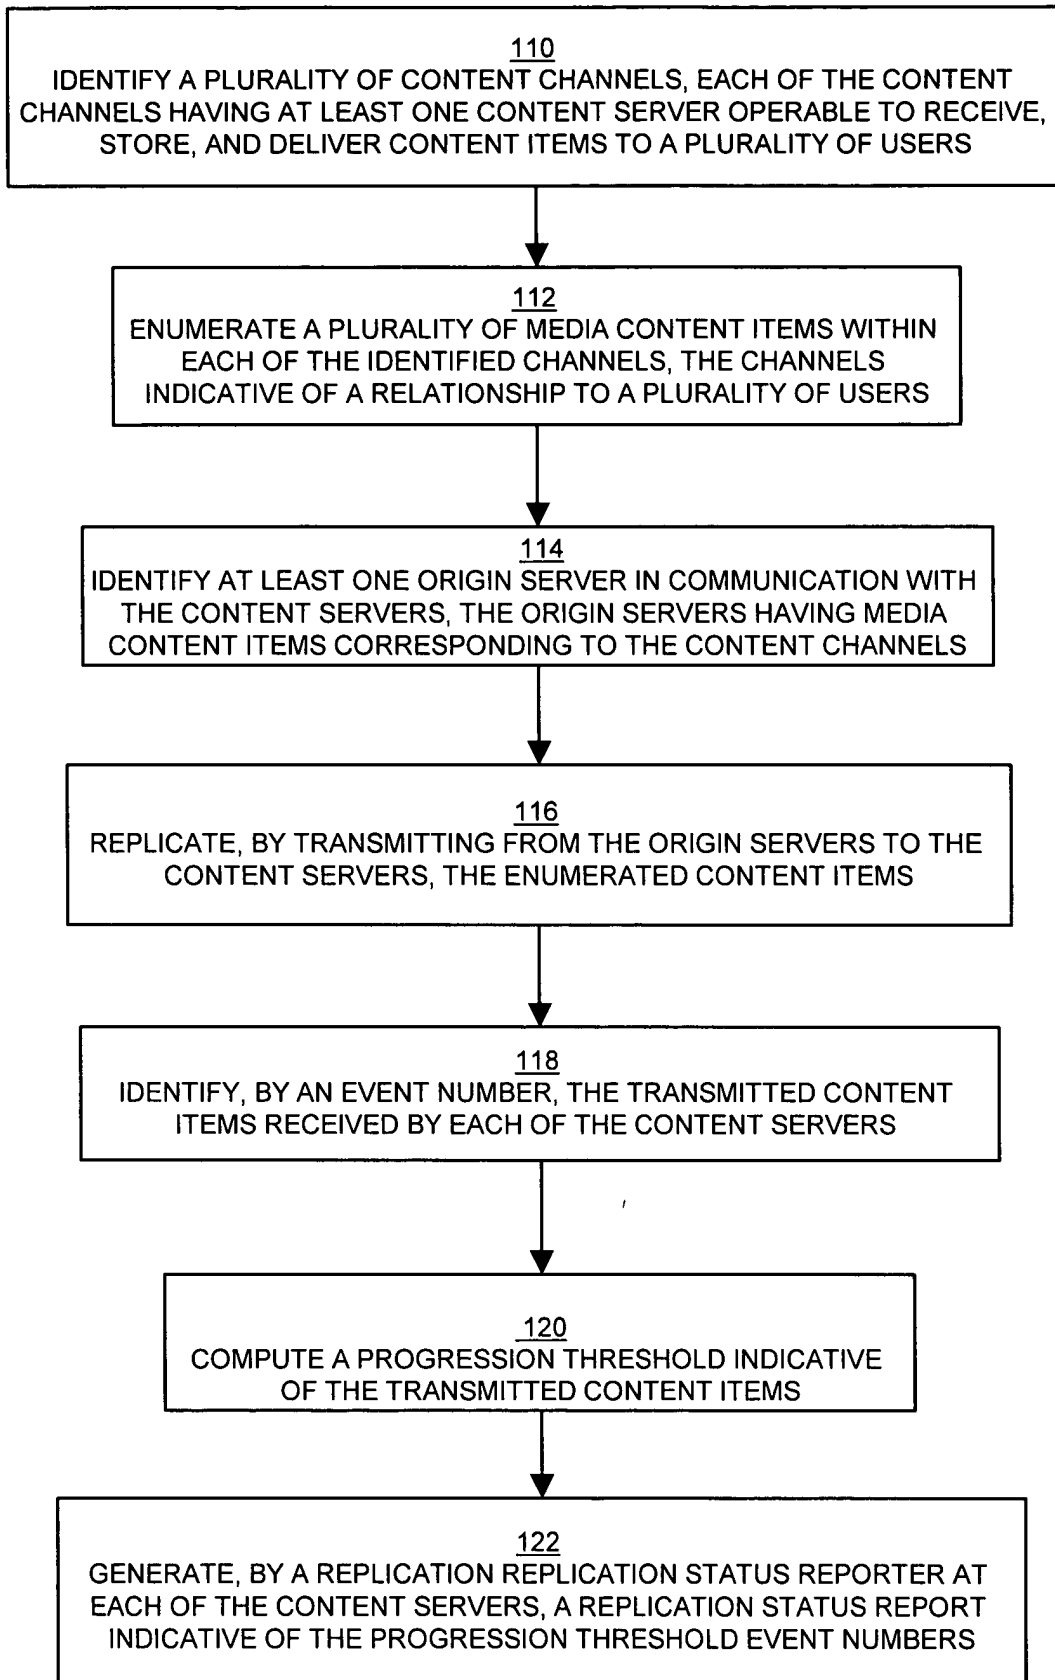 110
IDENTIFY A PLURALITY OF CONTENT CHANNELS, EACH OF THE CONTENT
CHANNELS HAVING AT LEAST ONE CONTENT SERVER OPERABLE TO RECEIVE,
STORE, AND DELIVER CONTENT ITEMS TO A PLURALITY OF USERS
112
ENUMERATE A PLURALITY OF MEDIA CONTENT ITEMS WITHIN
EACH OF THE IDENTIFIED CHANNELS, THE CHANNELS
INDICATIVE OF A RELATIONSHIP TO A PLURALITY OF USERS
114
IDENTIFY AT LEAST ONE ORIGIN SERVER IN COMMUNICATION WITH
THE CONTENT SERVERS, THE ORIGIN SERVERS HAVING MEDIA
CONTENT ITEMS CORRESPONDING TO THE CONTENT CHANNELS
116
REPLICATE, BY TRANSMITTING FROM THE ORIGIN SERVERS TO THE
CONTENT SERVERS, THE ENUMERATED CONTENT ITEMS
118
IDENTIFY, BY AN EVENT NUMBER, THE TRANSMITTED CONTENT
ITEMS RECEIVED BY EACH OF THE CONTENT SERVERS
120
COMPUTE A PROGRESSION THRESHOLD INDICATIVE
OF THE TRANSMITTED CONTENT ITEMS
122
GENERATE, BY A REPLICATION REPLICATION STATUS REPORTER AT
EACH OF THE CONTENT SERVERS, A REPLICATION STATUS REPORT
INDICATIVE OF THE PROGRESSION THRESHOLD EVENT NUMBERS